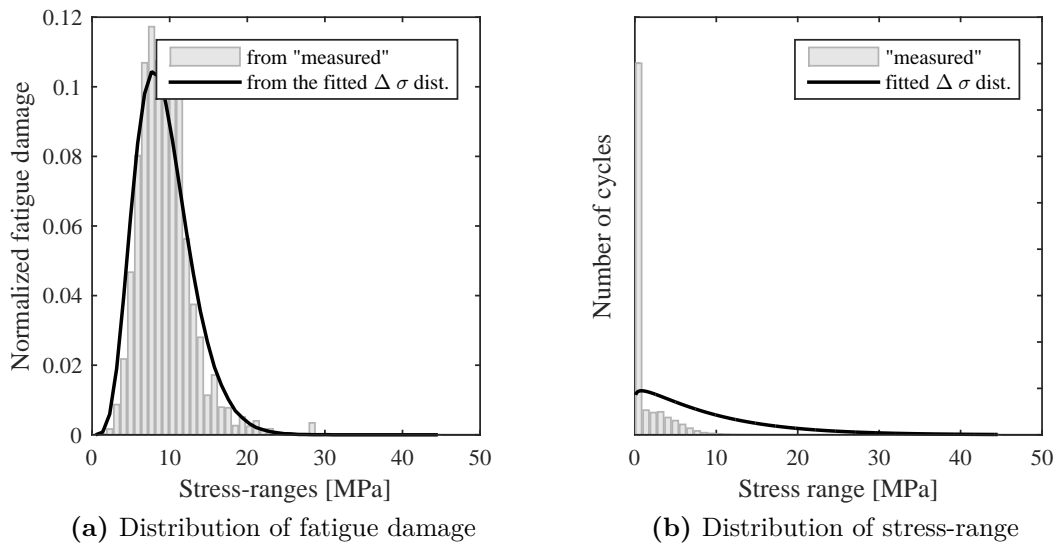 0.12
0.1
0.08
0.06
0.04
0.02
0
Normalized fatigue damage
from "measured"
from the fitted Δ σ dist.
0 10 20 30 40 50
Stress-ranges [MPa]
(a) Distribution of fatigue damage
Number of cycles
"measured"
fitted Δ σ dist.
0 10 20 30 40 50
Stress range [MPa]
(b) Distribution of stress-range